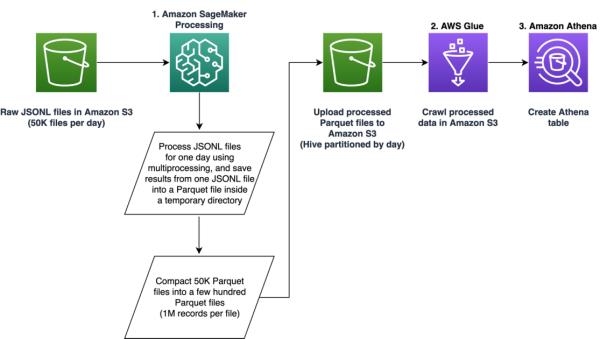 1. Amazon SageMaker
Processing
2. AWS Glue
3. Amazon Athena
Raw JSONL files in Amazon S3
(50K files per day)
Upload processed
Parquet files to
Amazon S3
(Hive partitioned by day)
Crawl processed
data in Amazon S3
Create Athena
table
Process JSONL files
for one day using
multiprocessing, and save
results from one JSONL file
into a Parquet file inside
a temporary directory
Compact 50K Parquet
files into a few hundred
Parquet files
(1M records per file)